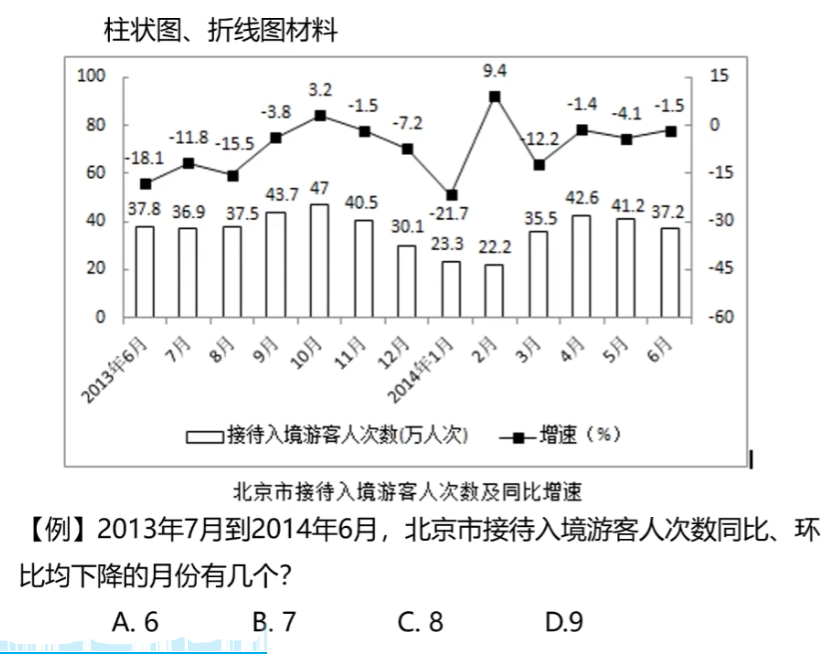 柱状图、折线图材料
100 15
9.4
3.2
-3.8 -1.5 -1.4 -4.1 -1.5
80 -11.8 -15.5 -7.2 -12.2 0
-18.1
60 -15
37.8 36.9 37.5 43.7 47 40.5 -21.7 42.6 41.2 37.2
40 30.1 35.5 -30
23.3 22.2
20 -45
0 -60
2013年6月 7月 8月 9月 10月 11月 12月 2014年1月 2月 3月 4月 5月 6月
接待入境游客人次数(万人次) 增速（%）
北京市接待入境游客人次数及同比增速
【例】2013年7月到2014年6月，北京市接待入境游客人次数同比、环
比均下降的月份有几个？
A. 6 B. 7 C. 8 D.9